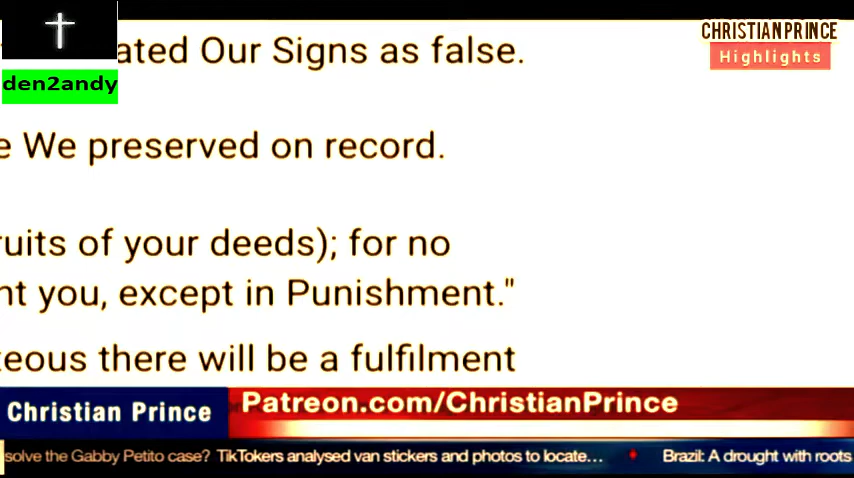 CHRISTIAN PRINCE
Highlights
den2andy
ated Our Signs as false.
e We preserved on record.
ruits of your deeds); for no
nt you, except in Punishment."
teous there will be a fulfilment
Christian Prince
Patreon.com/ChristianPrince
solve the Gabby Petito case? TikTokers analysed van stickers and photos to locate... • Brazil: A drought with roots